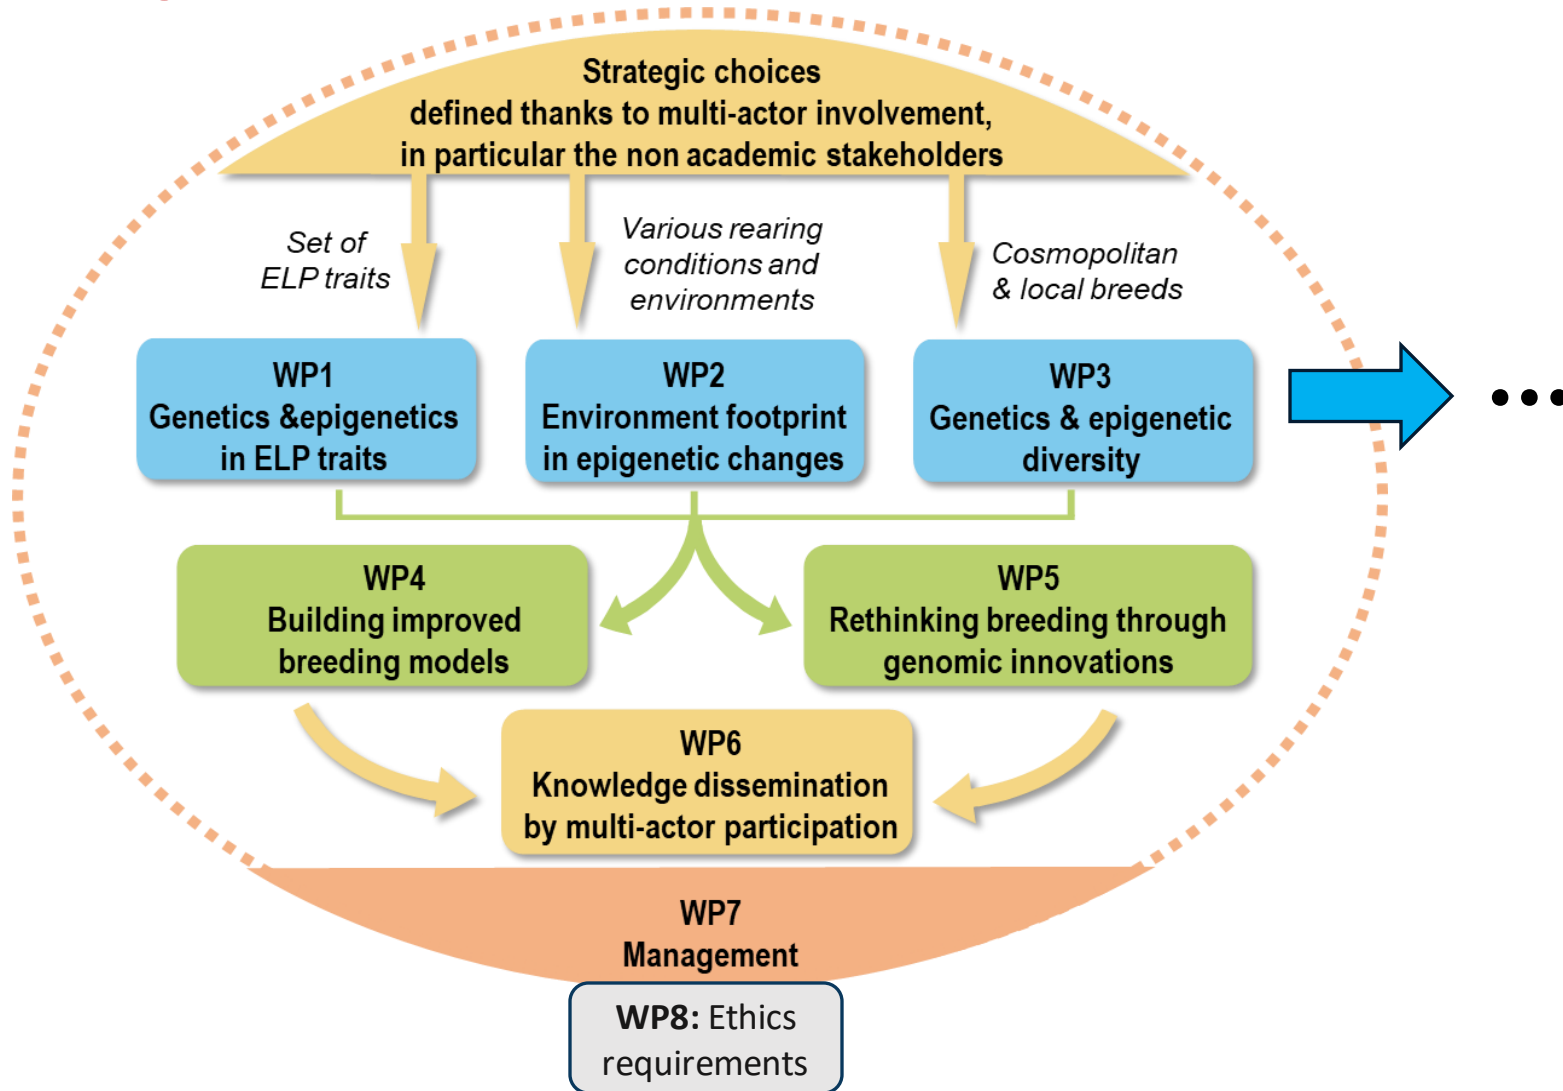 Strategic choices
defined thanks to multi-actor involvement,
in particular the non academic stakeholders
Set of
ELP traits
Various rearing
conditions and
environments
Cosmopolitan
& local breeds
WP1
Genetics &epigenetics
in ELP traits
WP2
Environment footprint
in epigenetic changes
WP3
Genetics & epigenetic
diversity
•••
WP4
Building improved
breeding models
WP5
Rethinking breeding through
genomic innovations
WP6
Knowledge dissemination
by multi-actor participation
WP7
Management
WP8: Ethics
requirements